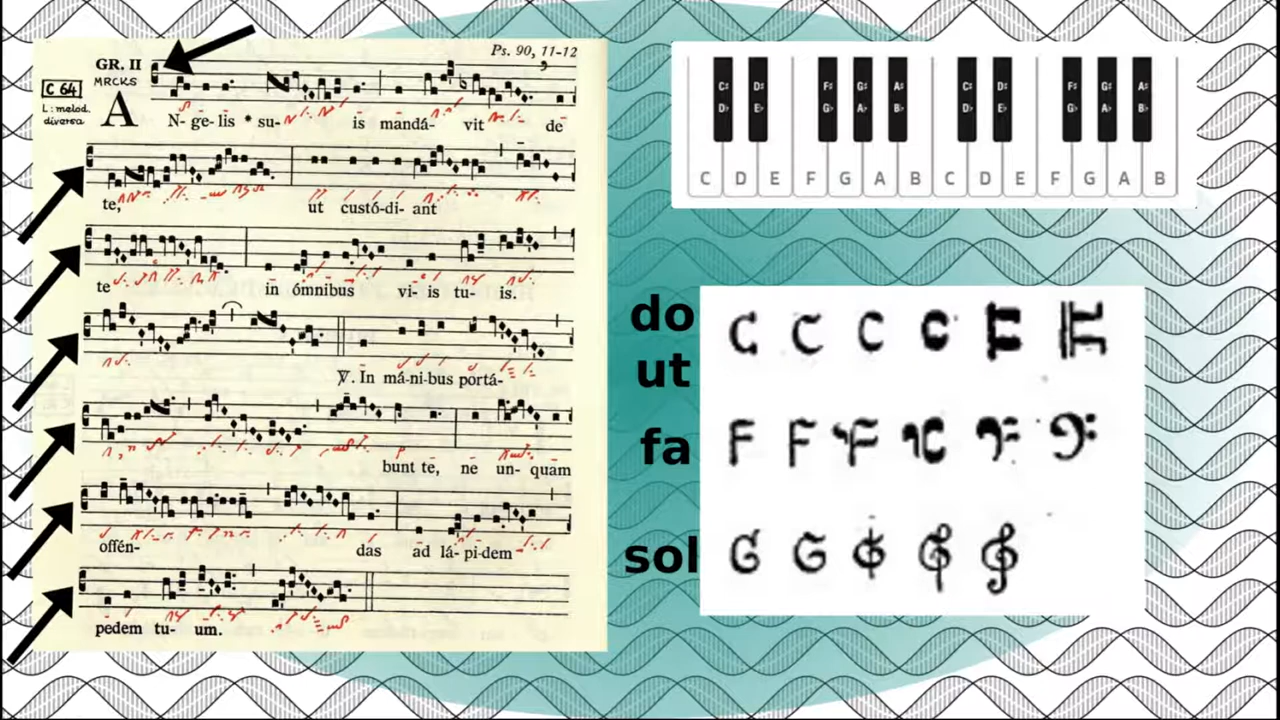 Ps. 90, 11-12
GR. II
MRCKS
C 64
L: melod.
diversa
AN- ge- lis * su- is mandá- vit de
te, ut custó-di- ant
te in ómnibus vi- is tu- is.
℣. In má-ni-bus portá-
bunt te, ne un- quam
offén- das ad lá- pi-dem
pedem tu- um.
C♯ D♯ F♯ G♯ A♯ C♯ D♯ F♯ G♯ A♯
D♭ E♭ G♭ A♭ B♭ D♭ E♭ G♭ A♭ B♭
C D E F G A B C D E F G A B
do
ut
fa
sol
C C C C
F F F
G G